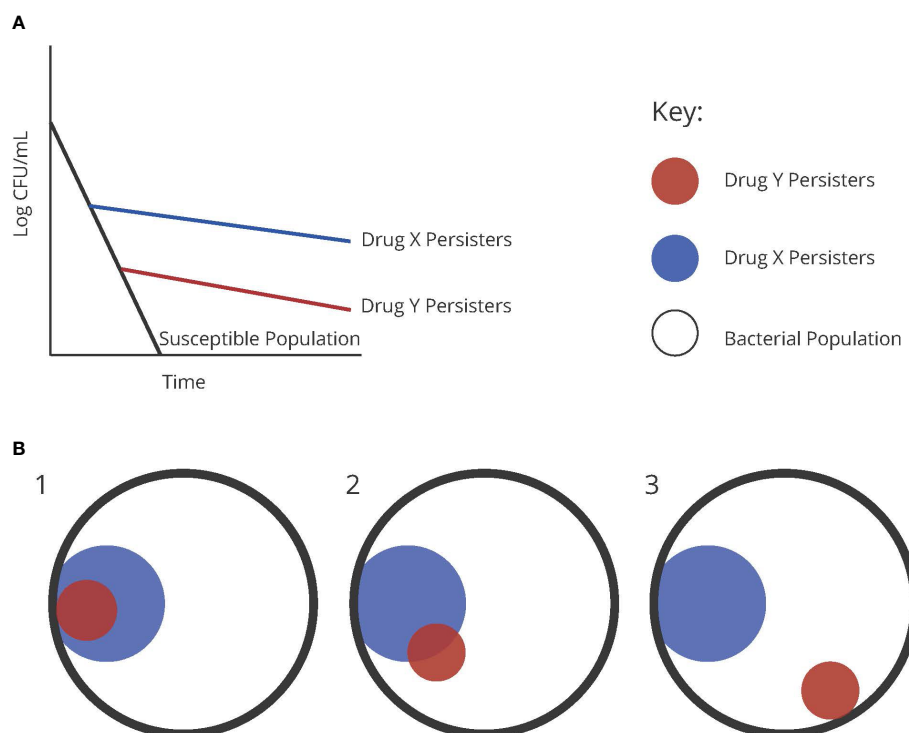 A
Log CFU/mL
Drug X Persisters
Drug Y Persisters
Susceptible Population
Time
Key:
Drug Y Persisters
Drug X Persisters
Bacterial Population
B
1
2
3